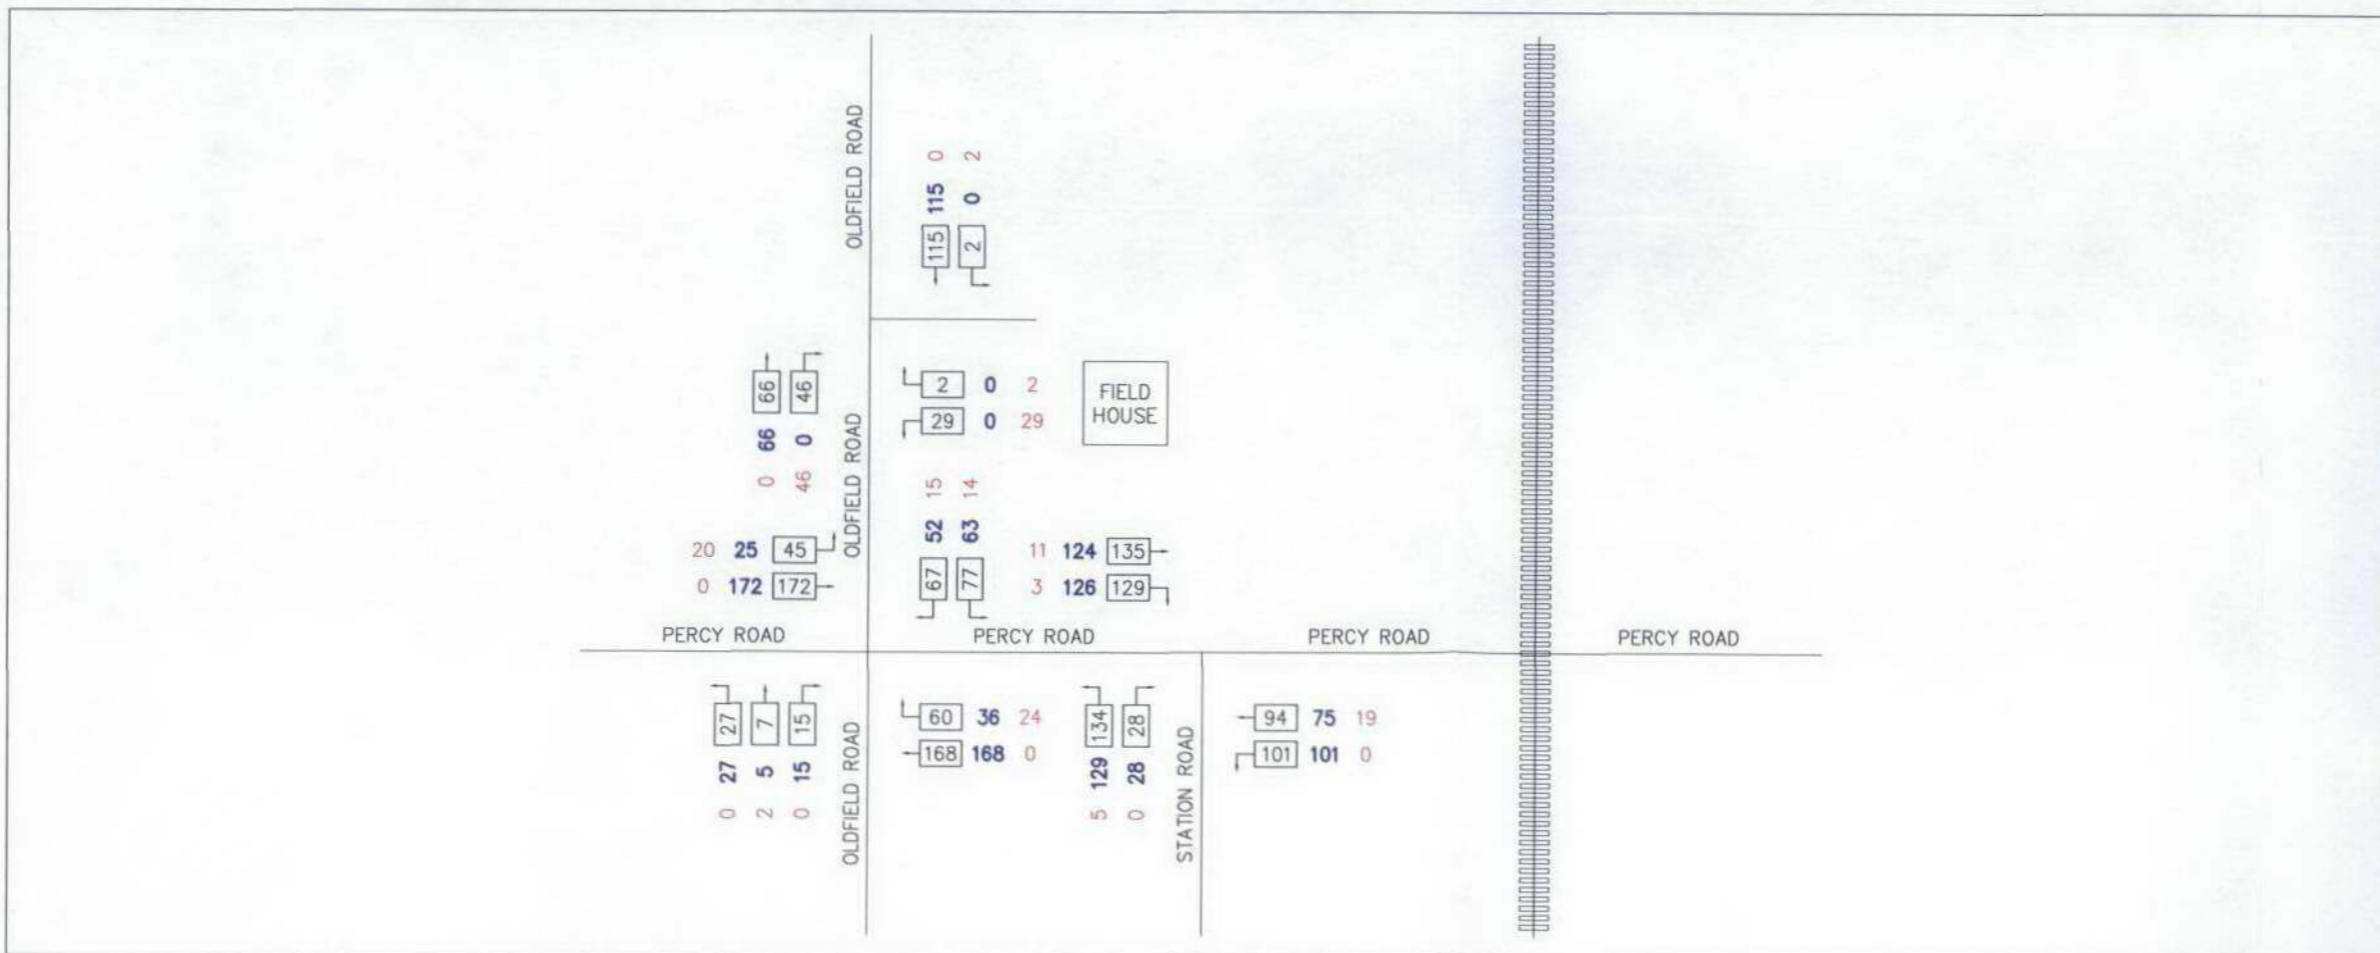 OLDFIELD ROAD
115 115 0
2 0 2
0 66 66
46 0 46
OLDFIELD ROAD
2 0 2
29 0 29
FIELD
HOUSE
20 25 45
0 172 172
67 52 15
77 63 14
11 124 135
3 126 129
PERCY ROAD
PERCY ROAD
PERCY ROAD
PERCY ROAD
0 27 27
2 5 7
0 15 15
OLDFIELD ROAD
60 36 24
168 168 0
5 129 134
0 28 28
STATION ROAD
94 75 19
101 101 0